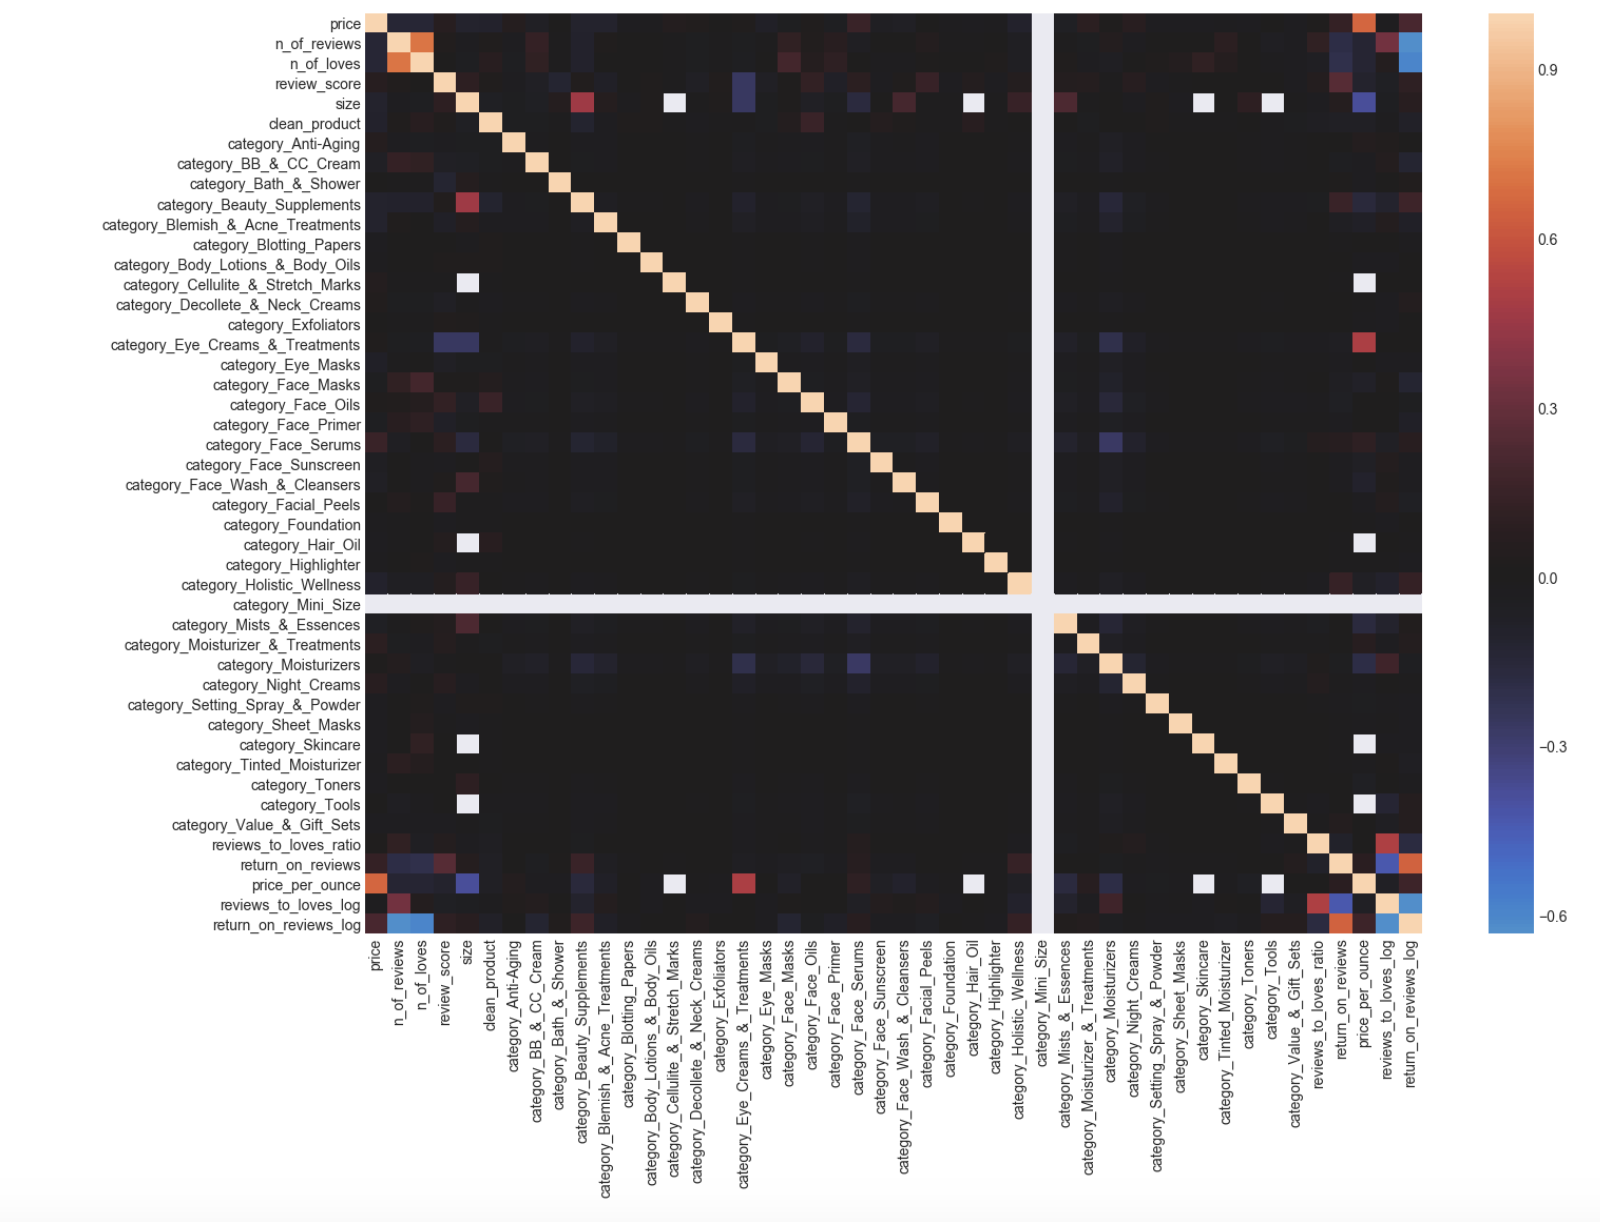 price
n_of_reviews
n_of_loves
review_score
size
clean_product
category_Anti-Aging
category_BB_&_CC_Cream
category_Bath_&_Shower
category_Beauty_Supplements
category_Blemish_&_Acne_Treatments
category_Blotting_Papers
category_Body_Lotions_&_Body_Oils
category_Cellulite_&_Stretch_Marks
category_Decollete_&_Neck_Creams
category_Exfoliators
category_Eye_Creams_&_Treatments
category_Eye_Masks
category_Face_Masks
category_Face_Oils
category_Face_Primer
category_Face_Serums
category_Face_Sunscreen
category_Face_Wash_&_Cleansers
category_Facial_Peels
category_Foundation
category_Hair_Oil
category_Highlighter
category_Holistic_Wellness
category_Mini_Size
category_Mists_&_Essences
category_Moisturizer_&_Treatments
category_Moisturizers
category_Night_Creams
category_Setting_Spray_&_Powder
category_Sheet_Masks
category_Skincare
category_Tinted_Moisturizer
category_Toners
category_Tools
category_Value_&_Gift_Sets
reviews_to_loves_ratio
return_on_reviews
price_per_ounce
reviews_to_loves_log
return_on_reviews_log
price
n_of_reviews
n_of_loves
review_score
size
clean_product
category_Anti-Aging
category_BB_&_CC_Cream
category_Bath_&_Shower
category_Beauty_Supplements
category_Blemish_&_Acne_Treatments
category_Blotting_Papers
category_Body_Lotions_&_Body_Oils
category_Cellulite_&_Stretch_Marks
category_Decollete_&_Neck_Creams
category_Exfoliators
category_Eye_Creams_&_Treatments
category_Eye_Masks
category_Face_Masks
category_Face_Oils
category_Face_Primer
category_Face_Serums
category_Face_Sunscreen
category_Face_Wash_&_Cleansers
category_Facial_Peels
category_Foundation
category_Hair_Oil
category_Highlighter
category_Holistic_Wellness
category_Mini_Size
category_Mists_&_Essences
category_Moisturizer_&_Treatments
category_Moisturizers
category_Night_Creams
category_Setting_Spray_&_Powder
category_Sheet_Masks
category_Skincare
category_Tinted_Moisturizer
category_Toners
category_Tools
category_Value_&_Gift_Sets
reviews_to_loves_ratio
return_on_reviews
price_per_ounce
reviews_to_loves_log
return_on_reviews_log
0.9
0.6
0.3
0.0
−0.3
−0.6